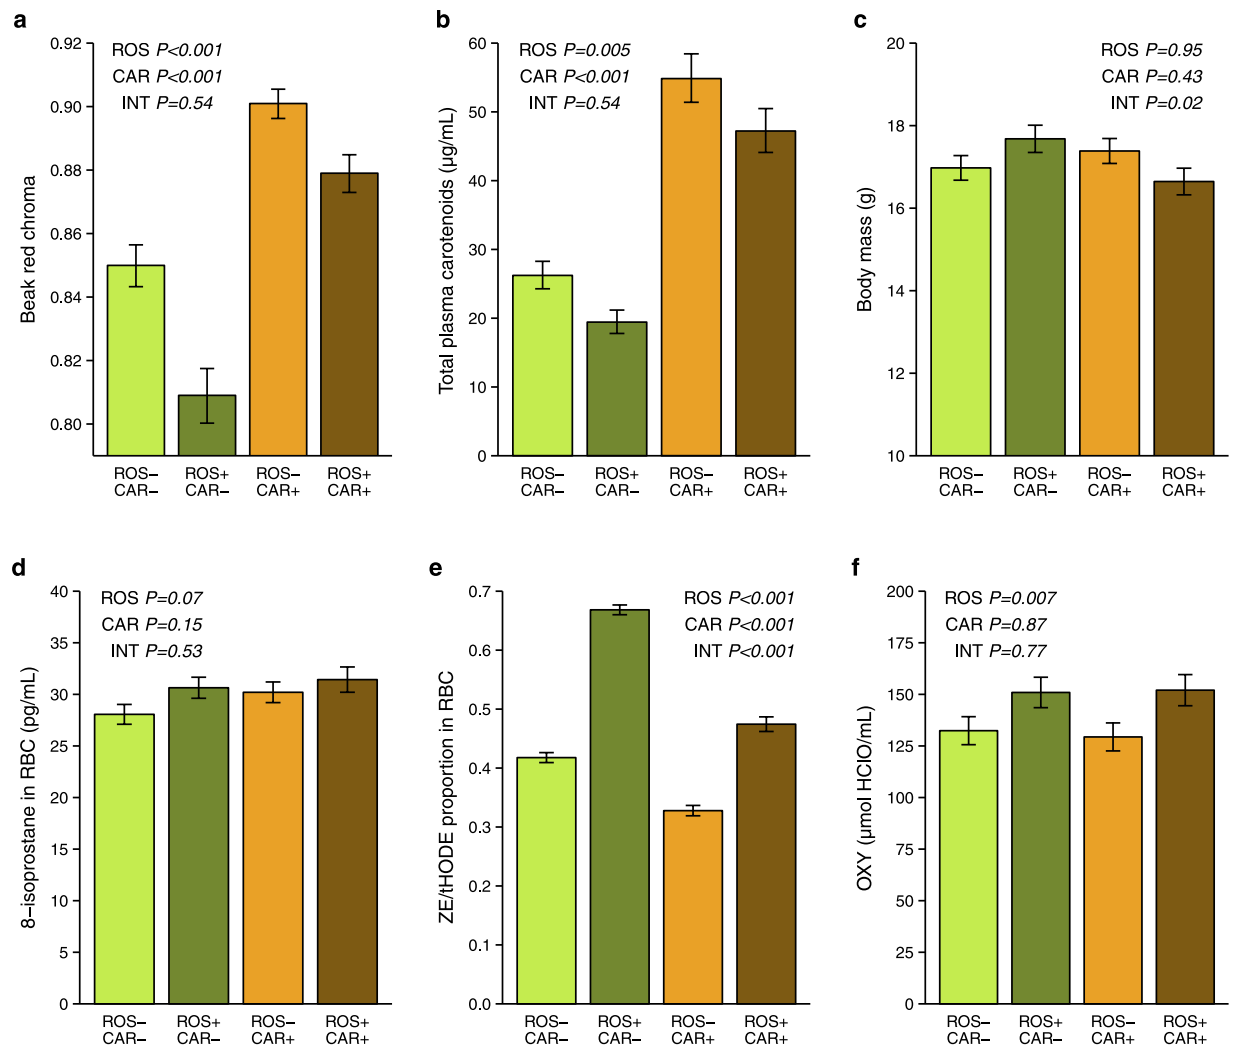 a
0.92
0.90
0.88
0.86
0.84
0.82
0.80
Beak red chroma
ROS P<0.001
CAR P<0.001
INT P=0.54
ROS– ROS+ ROS– ROS+
CAR– CAR– CAR+ CAR+
b
60
50
40
30
20
10
0
Total plasma carotenoids (μg/mL)
ROS P=0.005
CAR P<0.001
INT P=0.54
ROS– ROS+ ROS– ROS+
CAR– CAR– CAR+ CAR+
c
20
18
16
14
12
10
Body mass (g)
ROS P=0.95
CAR P=0.43
INT P=0.02
ROS– ROS+ ROS– ROS+
CAR– CAR– CAR+ CAR+
d
40
35
30
25
20
15
10
5
0
8–isoprostane in RBC (pg/mL)
ROS P=0.07
CAR P=0.15
INT P=0.53
ROS– ROS+ ROS– ROS+
CAR– CAR– CAR+ CAR+
e
0.7
0.6
0.5
0.4
0.3
0.2
0.1
0.0
ZE/tHODE proportion in RBC
ROS P<0.001
CAR P<0.001
INT P<0.001
ROS– ROS+ ROS– ROS+
CAR– CAR– CAR+ CAR+
f
200
175
150
125
100
75
50
25
0
OXY (μmol HClO/mL)
ROS P=0.007
CAR P=0.87
INT P=0.77
ROS– ROS+ ROS– ROS+
CAR– CAR– CAR+ CAR+